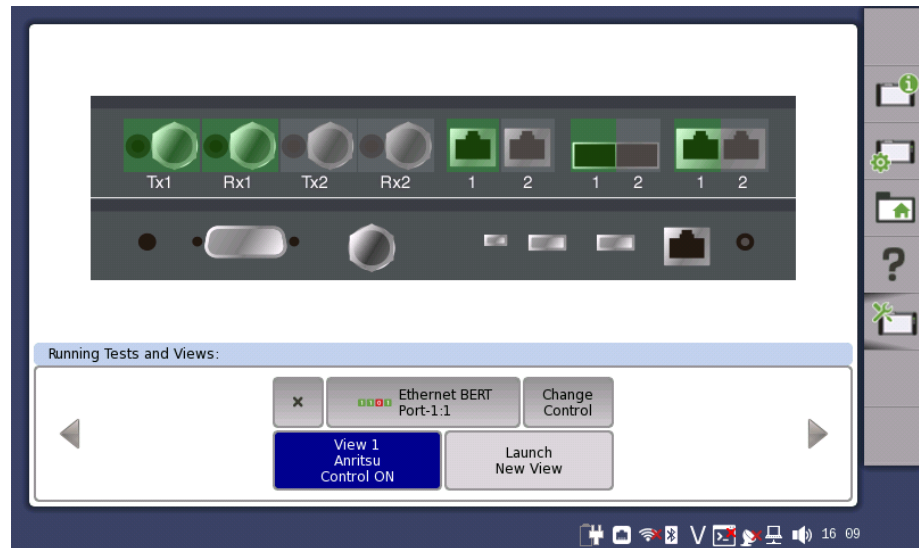 Tx1 Rx1 Tx2 Rx2 1 2 1 2 1 2
Running Tests and Views:
Ethernet BERT
Port-1:1
Change
Control
View 1
Anritsu
Control ON
Launch
New View
16 09